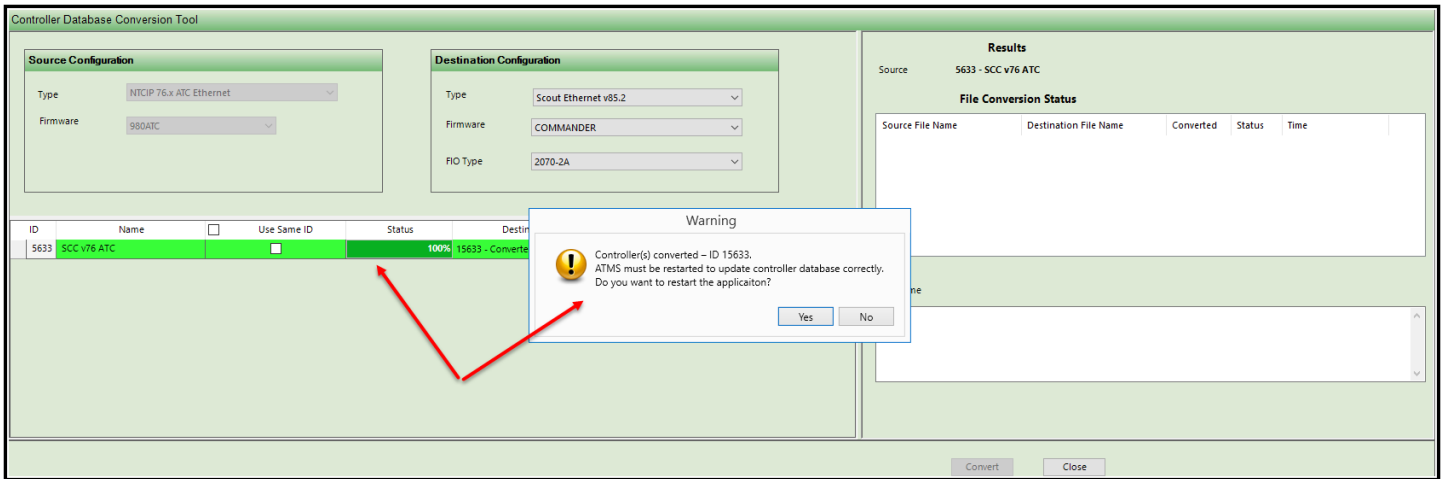 Controller Database Conversion Tool
Source Configuration
Type NTCIP 76.x ATC Ethernet
Firmware 980ATC
Destination Configuration
Type Scout Ethernet v85.2
Firmware COMMANDER
FIO Type 2070-2A
ID Name Use Same ID Status Destin
5633 SCC v76 ATC 100% 15633 - Converte
Warning
Controller(s) converted – ID 15633.
ATMS must be restarted to update controller database correctly.
Do you want to restart the applicaiton?
Yes No
Results
Source 5633 - SCC v76 ATC
File Conversion Status
Source File Name Destination File Name Converted Status Time
Convert Close